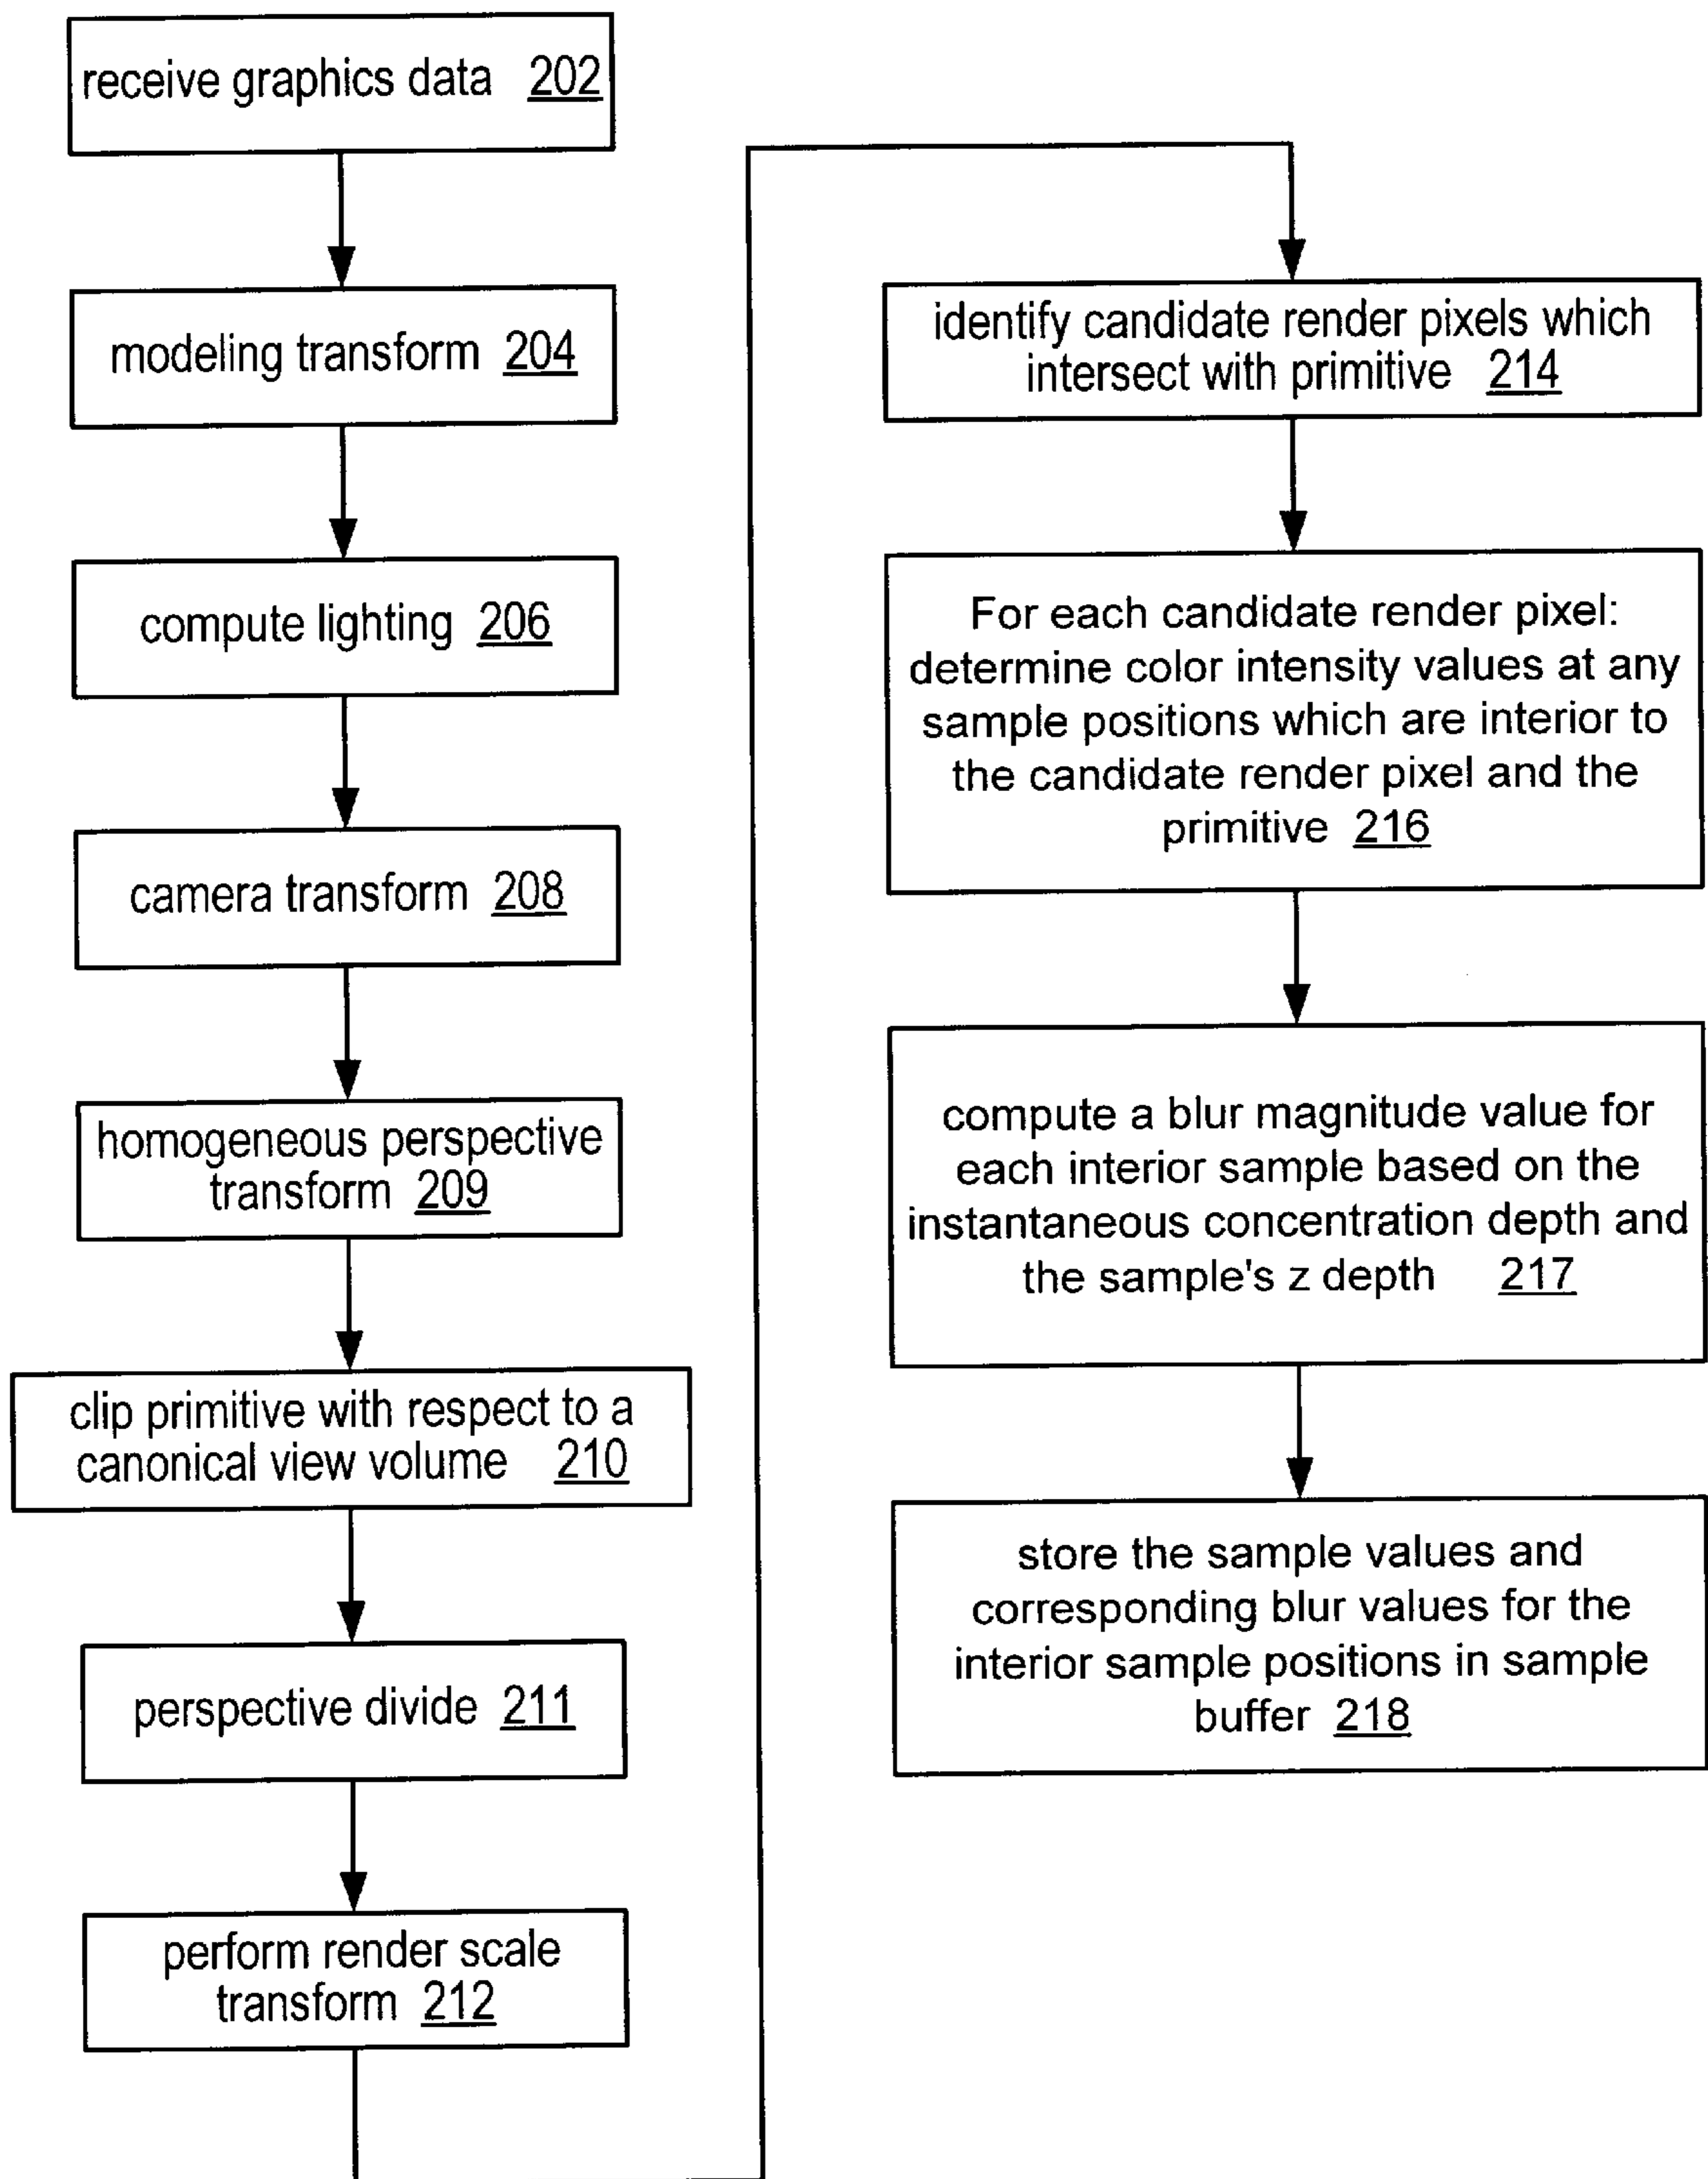 receive graphics data 202
modeling transform 204
compute lighting 206
camera transform 208
homogeneous perspective
transform 209
clip primitive with respect to a
canonical view volume 210
perspective divide 211
perform render scale
transform 212
identify candidate render pixels which
intersect with primitive 214
For each candidate render pixel:
determine color intensity values at any
sample positions which are interior to
the candidate render pixel and the
primitive 216
compute a blur magnitude value for
each interior sample based on the
instantaneous concentration depth and
the sample's z depth 217
store the sample values and
corresponding blur values for the
interior sample positions in sample
buffer 218